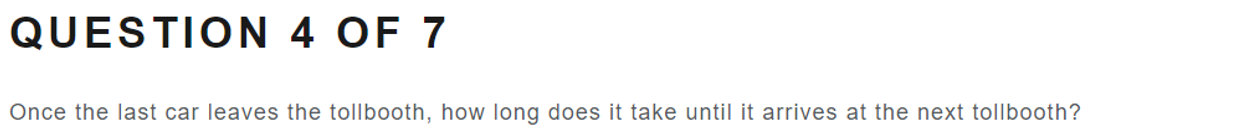 QUESTION 4 OF 7
Once the last car leaves the tollbooth, how long does it take until it arrives at the next tollbooth?